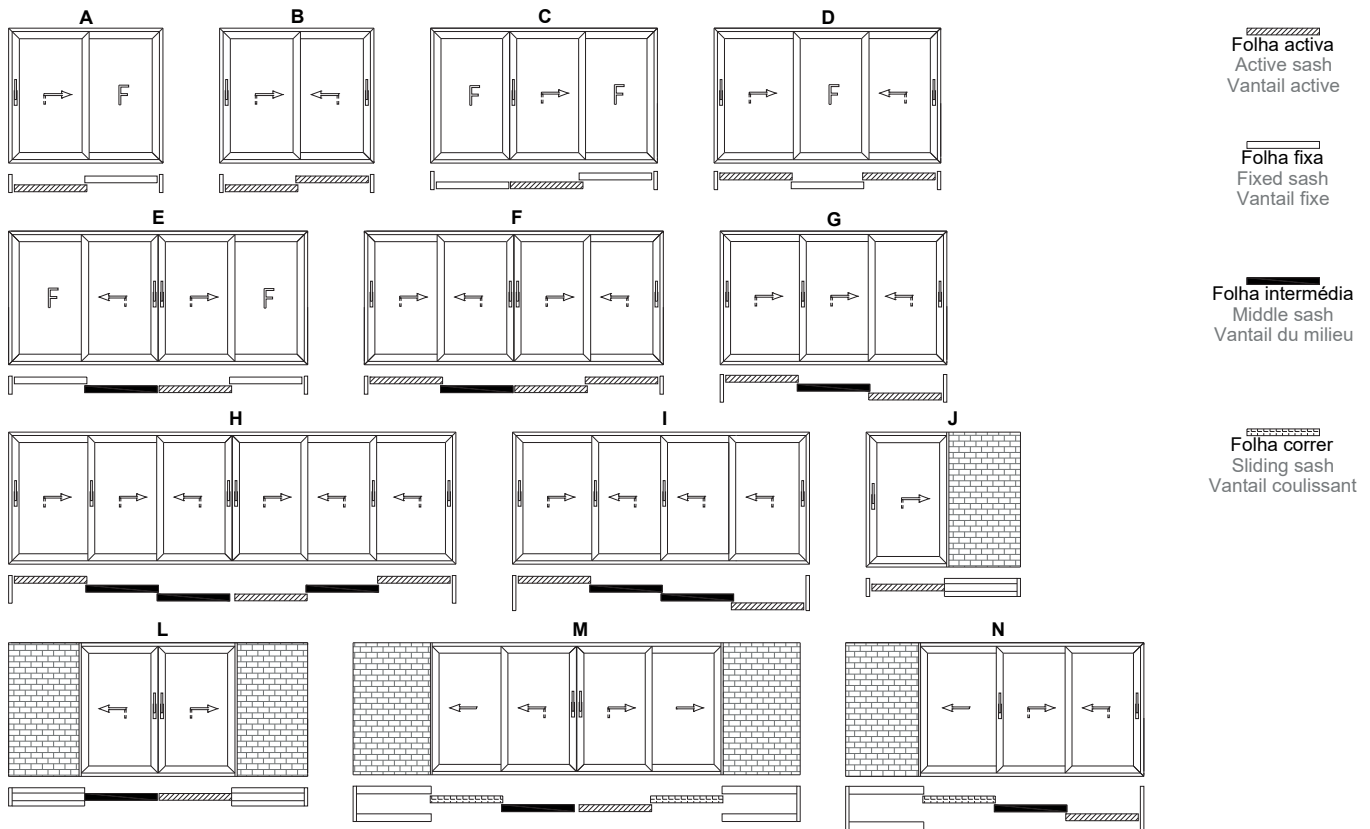 A
B
C
D
F
F
F
F
E
F
G
F
F
H
I
J
L
M
N
Folha activa
Active sash
Vantail active
Folha fixa
Fixed sash
Vantail fixe
Folha intermédia
Middle sash
Vantail du milieu
Folha correr
Sliding sash
Vantail coulissant